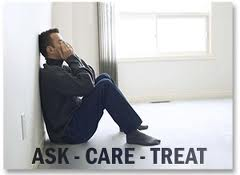 ASK - CARE - TREAT